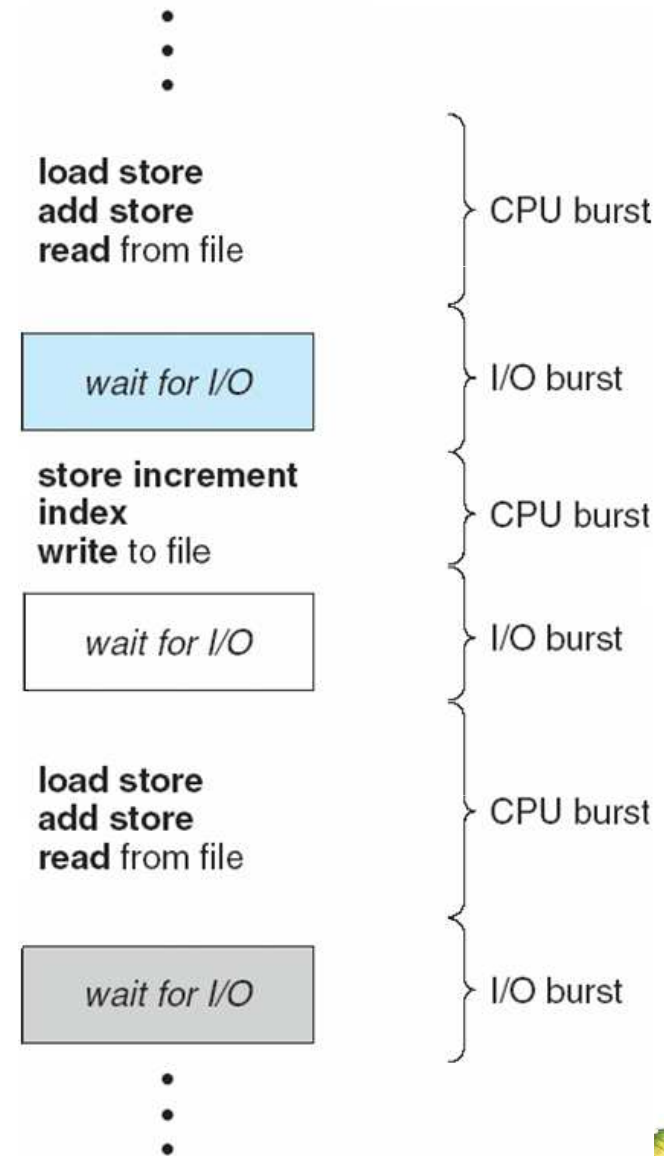 load store
add store
read from file
CPU burst
wait for I/O
I/O burst
store increment
index
write to file
CPU burst
wait for I/O
I/O burst
load store
add store
read from file
CPU burst
wait for I/O
I/O burst